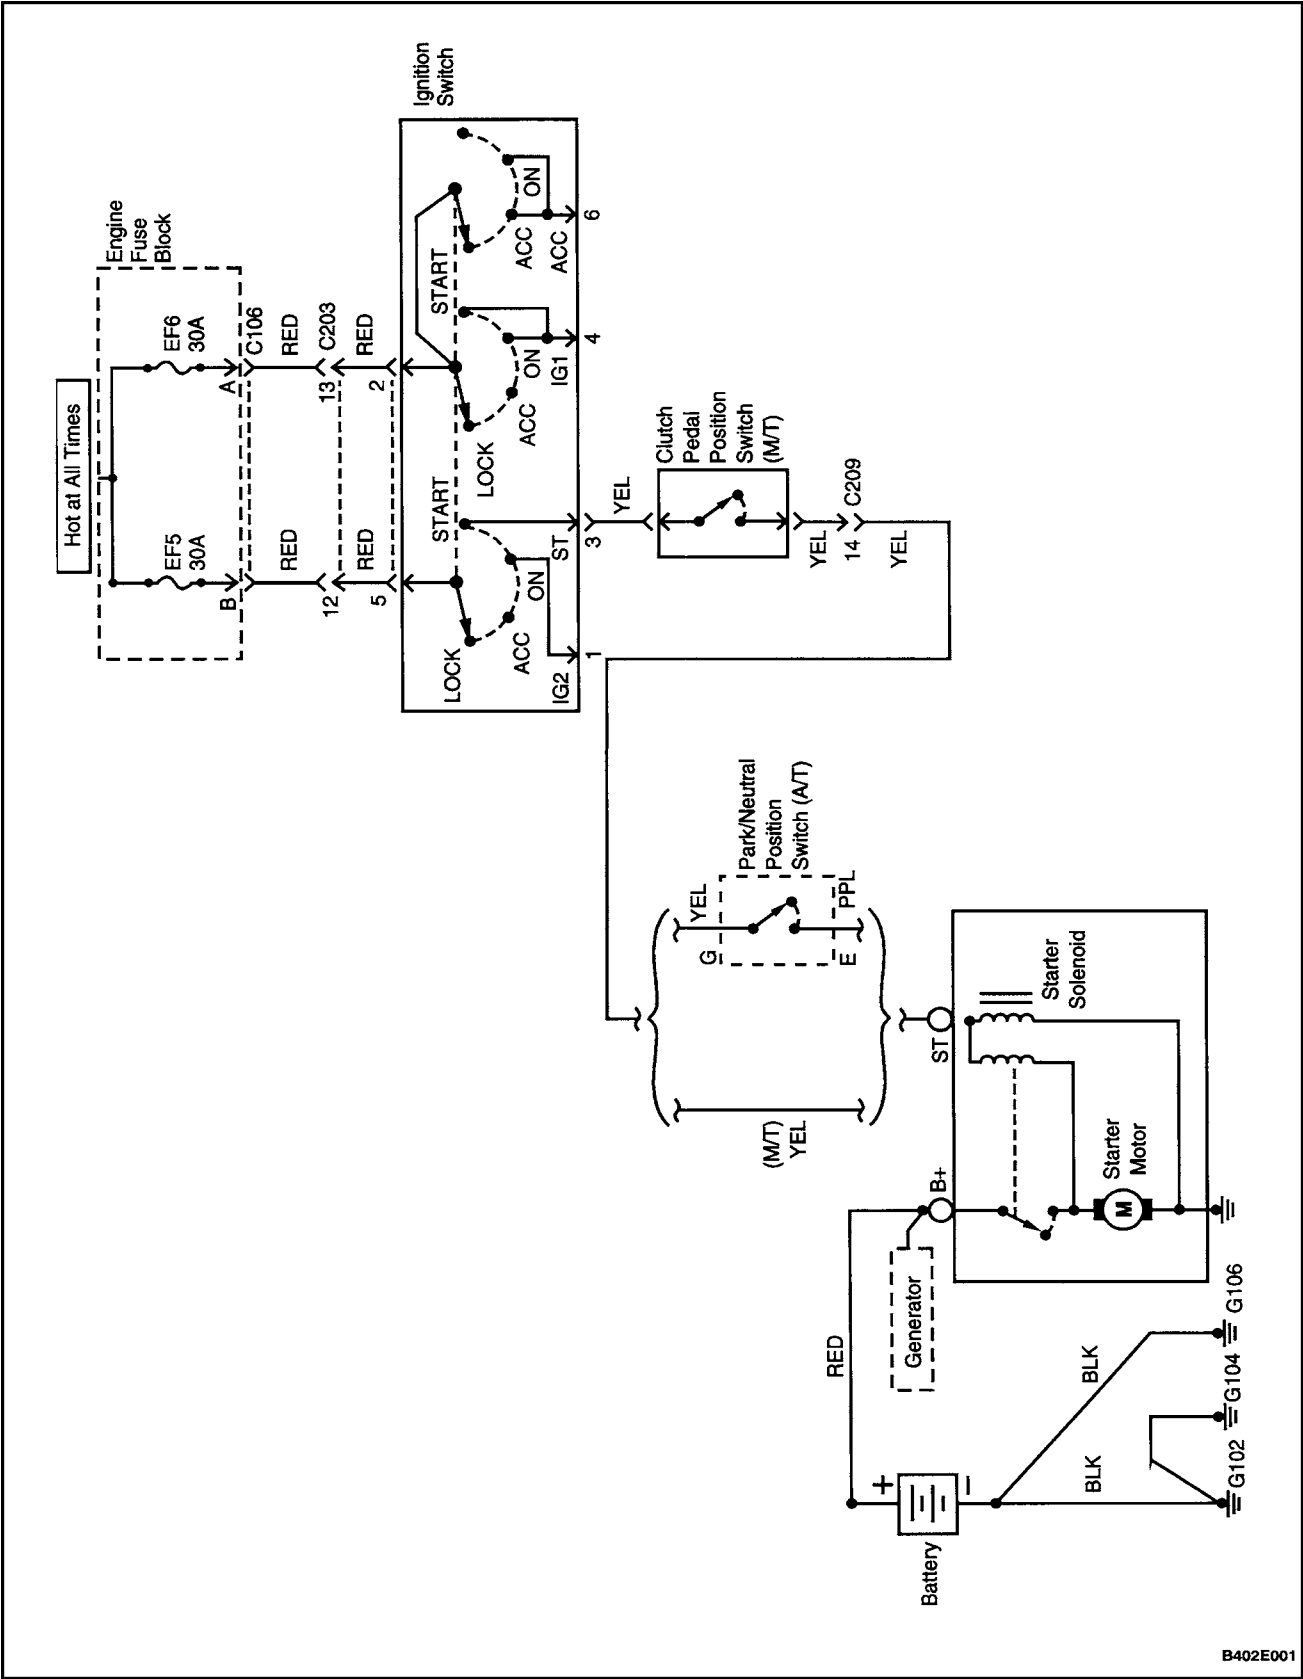 Hot at All Times
Engine
Fuse
Block
EF5
30A
EF6
30A
B
A
C106
RED
RED
12
13
C203
RED
RED
5
2
Ignition
Switch
LOCK
START
LOCK
START
ACC
ON
ACC
ON
ACC
ON
IG2
ST
IG1
ACC
1
3
4
6
YEL
Clutch
Pedal
Position
Switch
(M/T)
YEL
14
C209
YEL
G
YEL
Park/Neutral
Position
Switch (A/T)
E
PPL
(M/T)
YEL
ST
B+
Starter
Solenoid
Starter
Motor
M
RED
Generator
Battery
+
–
BLK
BLK
G102
G104
G106
B402E001